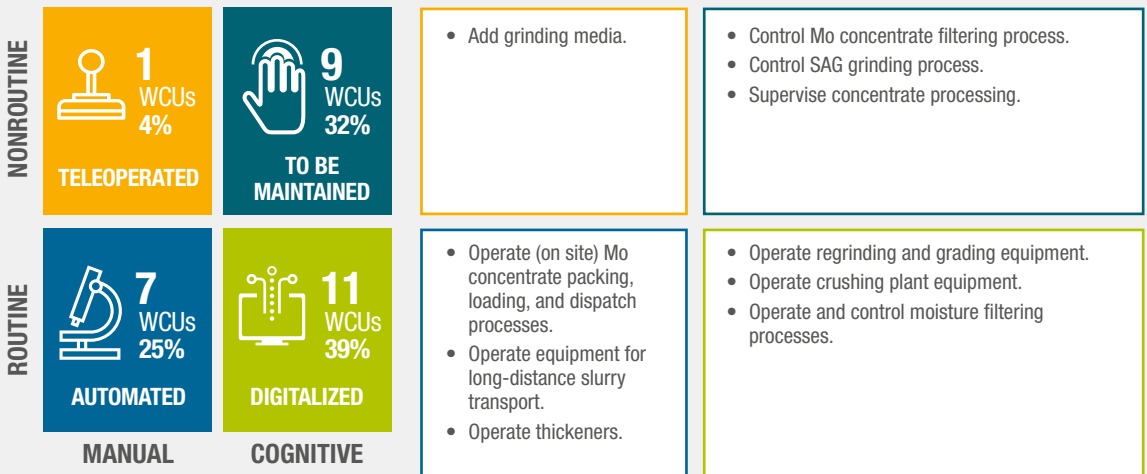 NONROUTINE
1
WCUs
4%
TELEOPERATED
9
WCUs
32%
TO BE
MAINTAINED
• Add grinding media.
• Control Mo concentrate filtering process.
• Control SAG grinding process.
• Supervise concentrate processing.
ROUTINE
7
WCUs
25%
AUTOMATED
11
WCUs
39%
DIGITALIZED
• Operate (on site) Mo
concentrate packing,
loading, and dispatch
processes.
• Operate equipment for
long-distance slurry
transport.
• Operate thickeners.
• Operate regrinding and grading equipment.
• Operate crushing plant equipment.
• Operate and control moisture filtering
processes.
MANUAL
COGNITIVE